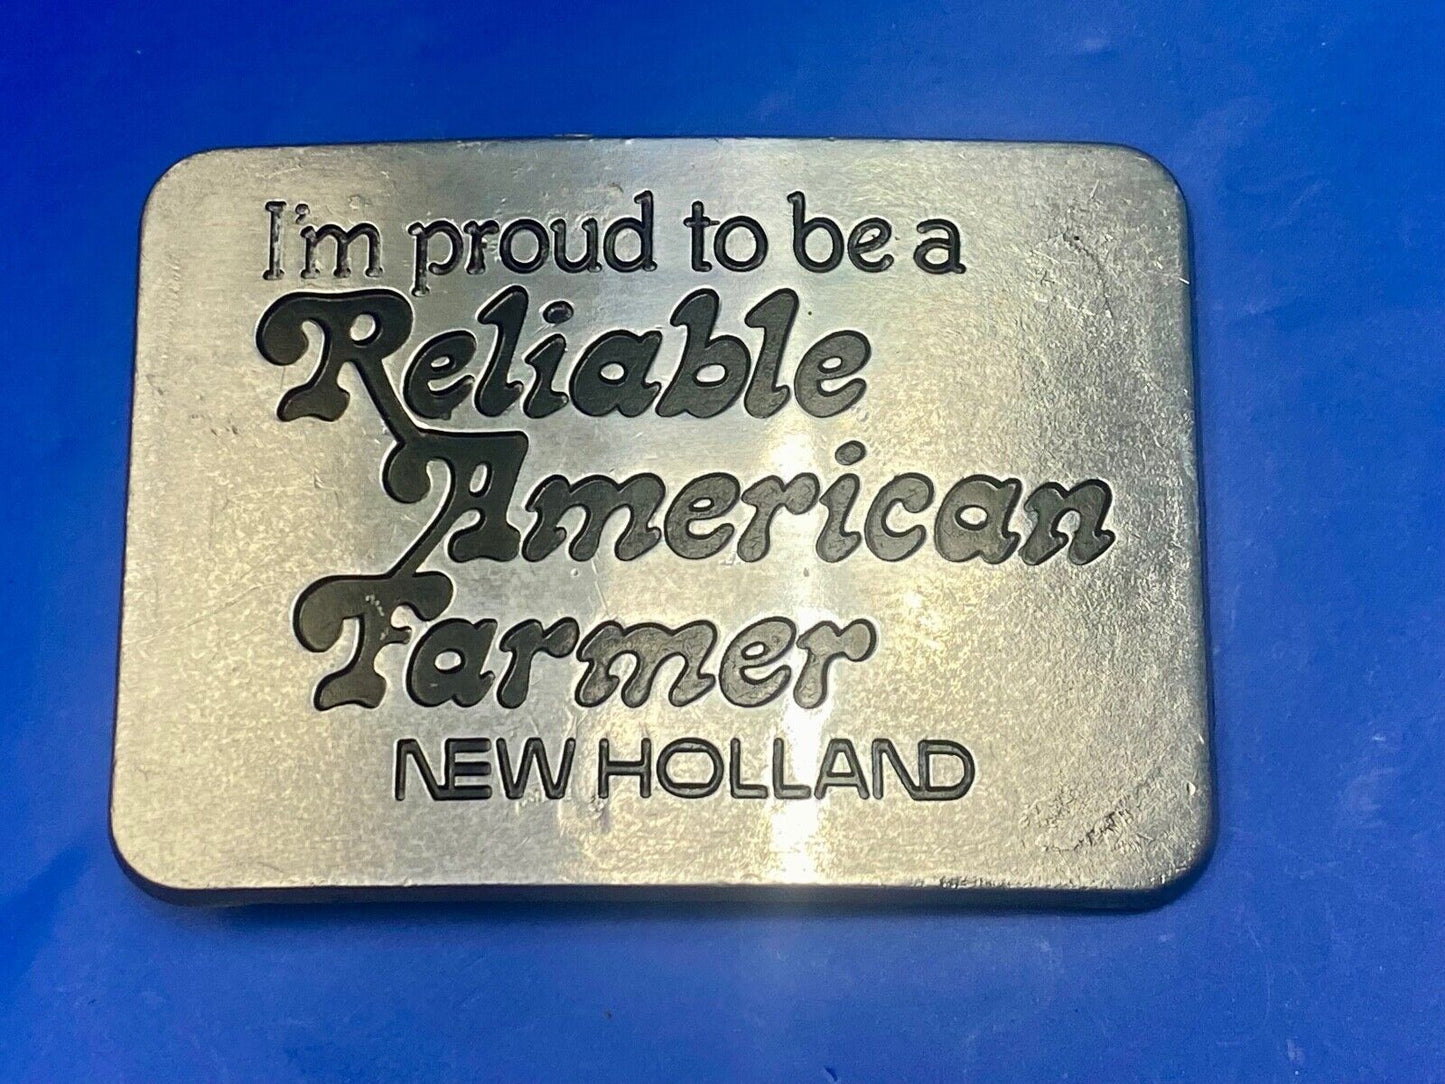 I'm proud to be a
Reliable
American
Farmer
NEW HOLLAND